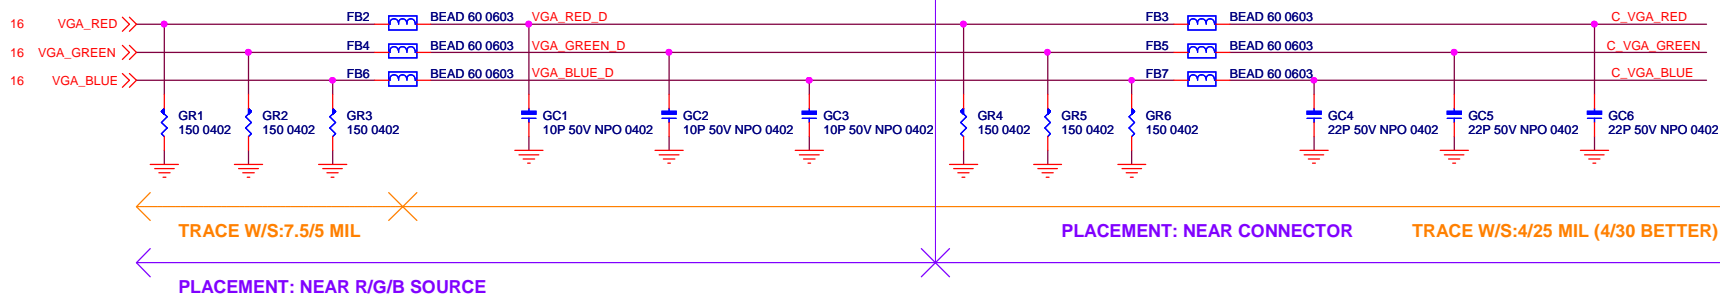 16 VGA_RED FB2 BEAD 60 0603 VGA_RED_D FB3 BEAD 60 0603 C_VGA_RED
16 VGA_GREEN FB4 BEAD 60 0603 VGA_GREEN_D FB5 BEAD 60 0603 C_VGA_GREEN
16 VGA_BLUE FB6 BEAD 60 0603 VGA_BLUE_D FB7 BEAD 60 0603 C_VGA_BLUE
GR1 GR2 GR3 GC1 GC2 GC3 GR4 GR5 GR6 GC4 GC5 GC6
150 0402 150 0402 150 0402 10P 50V NPO 0402 10P 50V NPO 0402 10P 50V NPO 0402 150 0402 150 0402 150 0402 22P 50V NPO 0402 22P 50V NPO 0402 22P 50V NPO 0402
TRACE W/S:7.5/5 MIL PLACEMENT: NEAR CONNECTOR TRACE W/S:4/25 MIL (4/30 BETTER)
PLACEMENT: NEAR R/G/B SOURCE